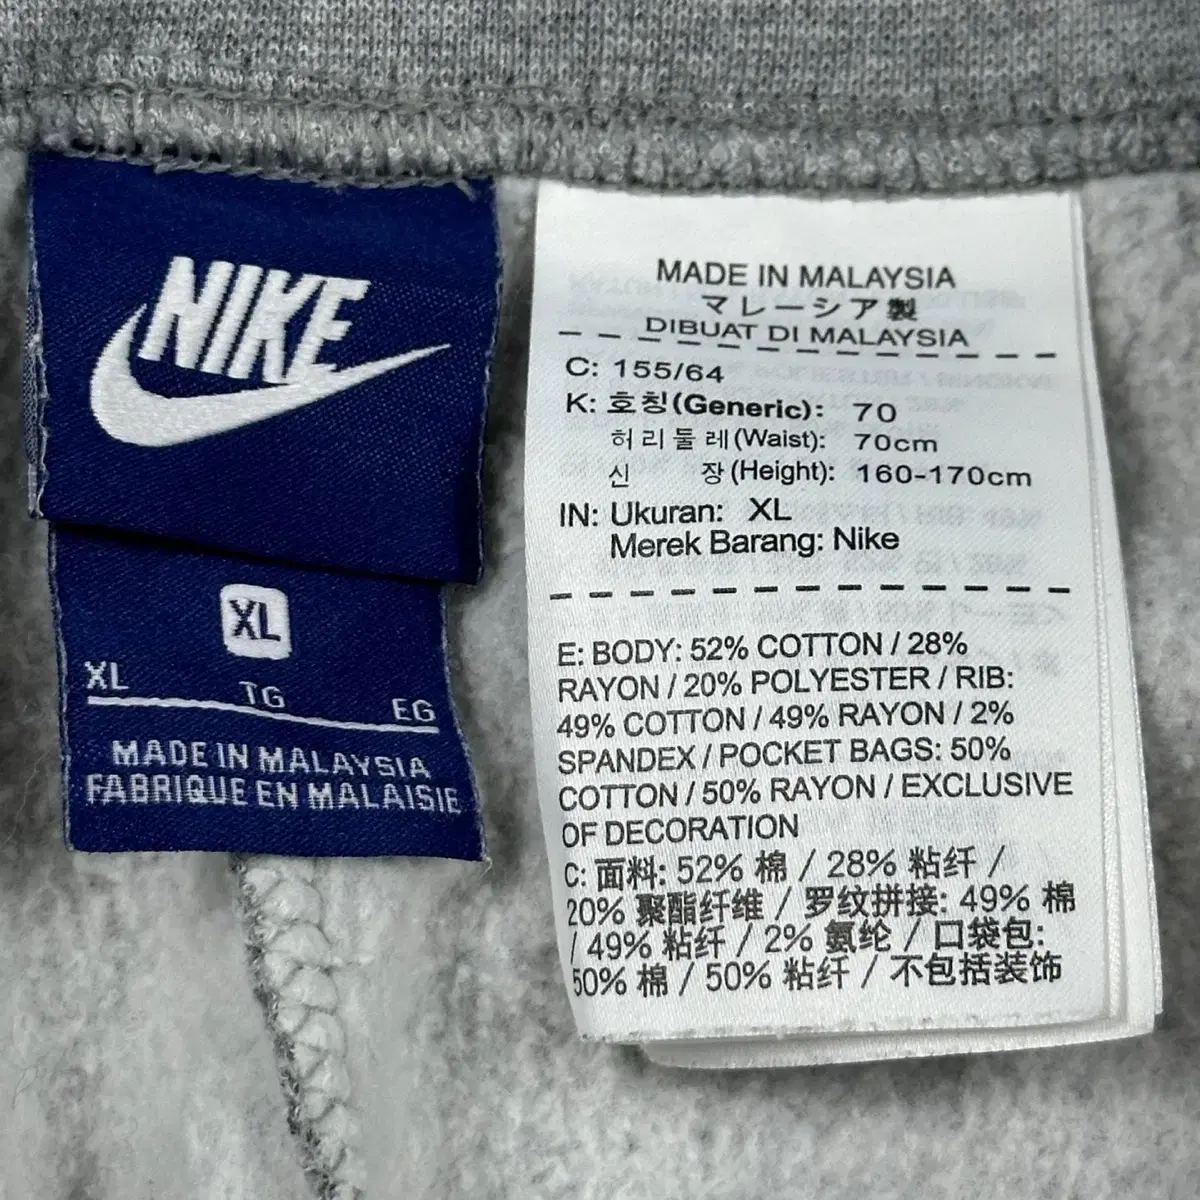 NIKE
XL
XL TG EG
MADE IN MALAYSIA
FABRIQUE EN MALAISIE
MADE IN MALAYSIA
マレーシア製
DIBUAT DI MALAYSIA
C: 155/64
K: 호칭(Generic): 70
허리둘레(Waist): 70cm
신 장(Height): 160-170cm
IN: Ukuran: XL
Merek Barang: Nike
E: BODY: 52% COTTON / 28%
RAYON / 20% POLYESTER / RIB:
49% COTTON / 49% RAYON / 2%
SPANDEX / POCKET BAGS: 50%
COTTON / 50% RAYON / EXCLUSIVE
OF DECORATION
C: 面料: 52% 棉 / 28% 粘纤 /
20% 聚酯纤维 / 罗纹拼接: 49% 棉
/ 49% 粘纤 / 2% 氨纶 / 口袋包:
50% 棉 / 50% 粘纤 / 不包括装饰